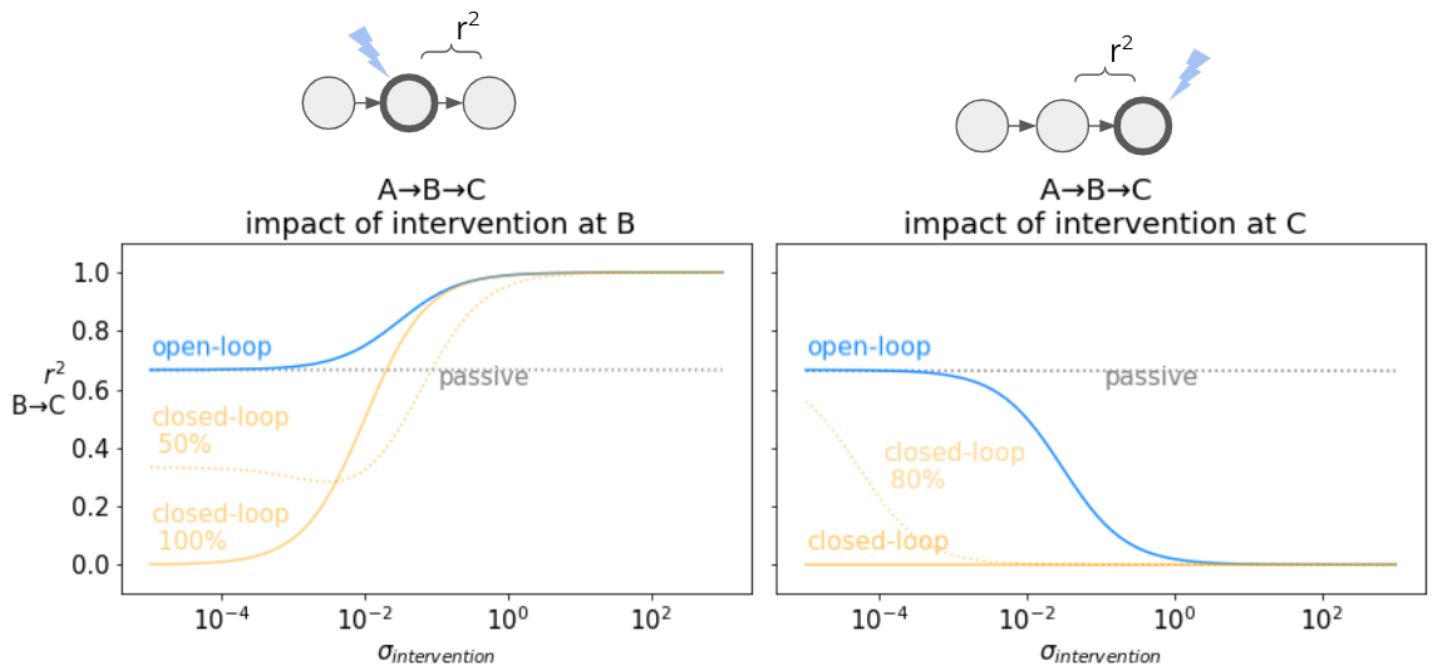 r²
A→B→C
impact of intervention at B
1.0
0.8
0.6
0.4
0.2
0.0
r²
B→C
open-loop
passive
closed-loop
50%
closed-loop
100%
10⁻⁴
10⁻²
10⁰
10²
σintervention
r²
A→B→C
impact of intervention at C
open-loop
passive
closed-loop
80%
closed-loop
10⁻⁴
10⁻²
10⁰
10²
σintervention